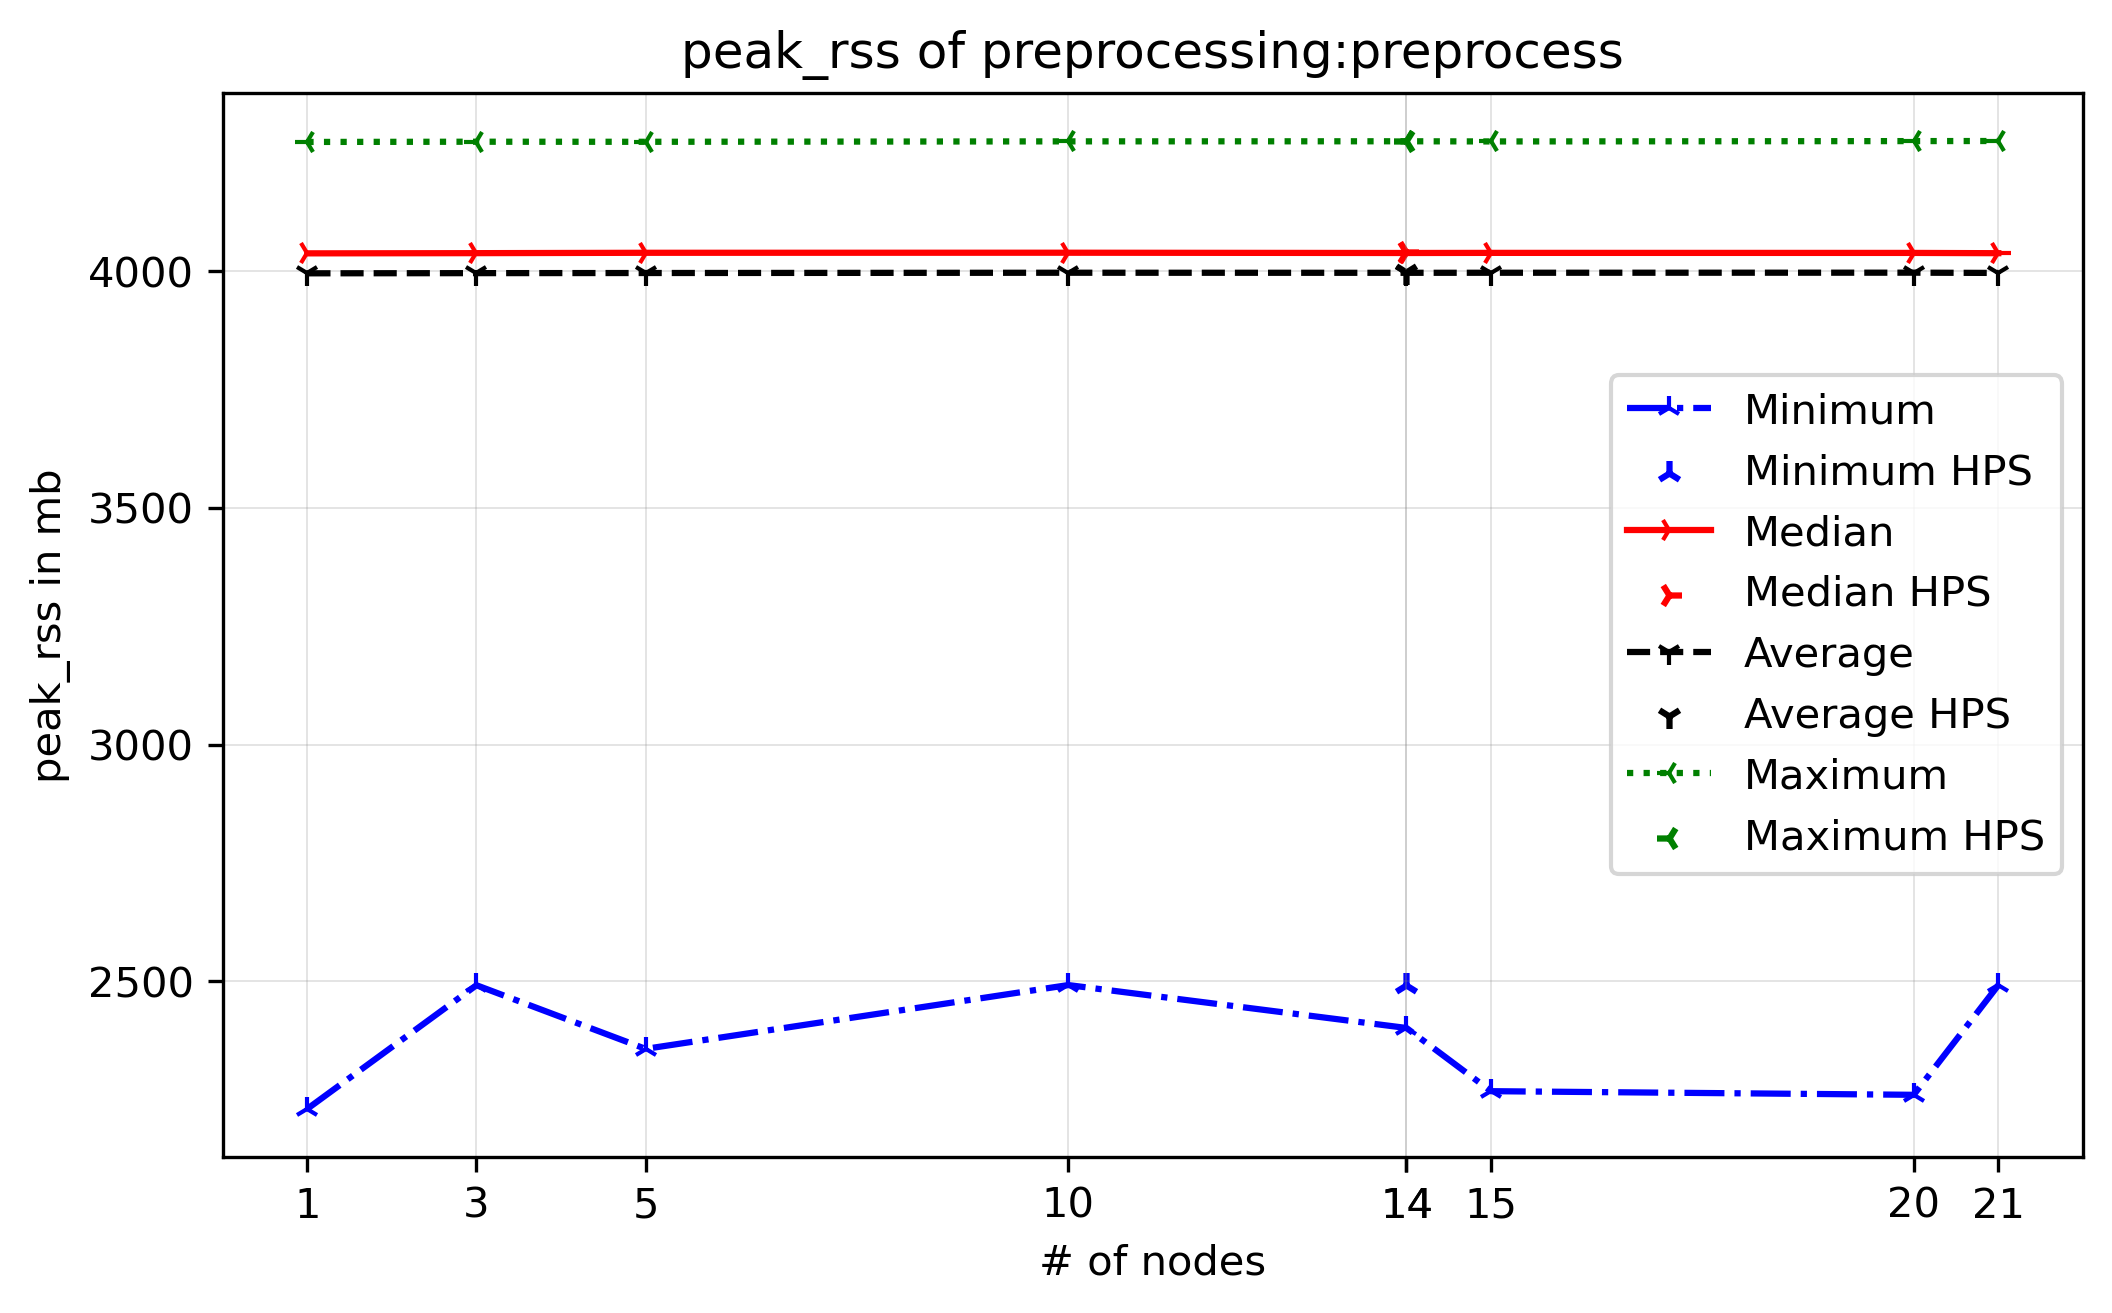 peak_rss of preprocessing:preprocess
peak_rss in mb
4000
3500
3000
2500
Minimum
Minimum HPS
Median
Median HPS
Average
Average HPS
Maximum
Maximum HPS
1 3 5 10 14 15 20 21
# of nodes